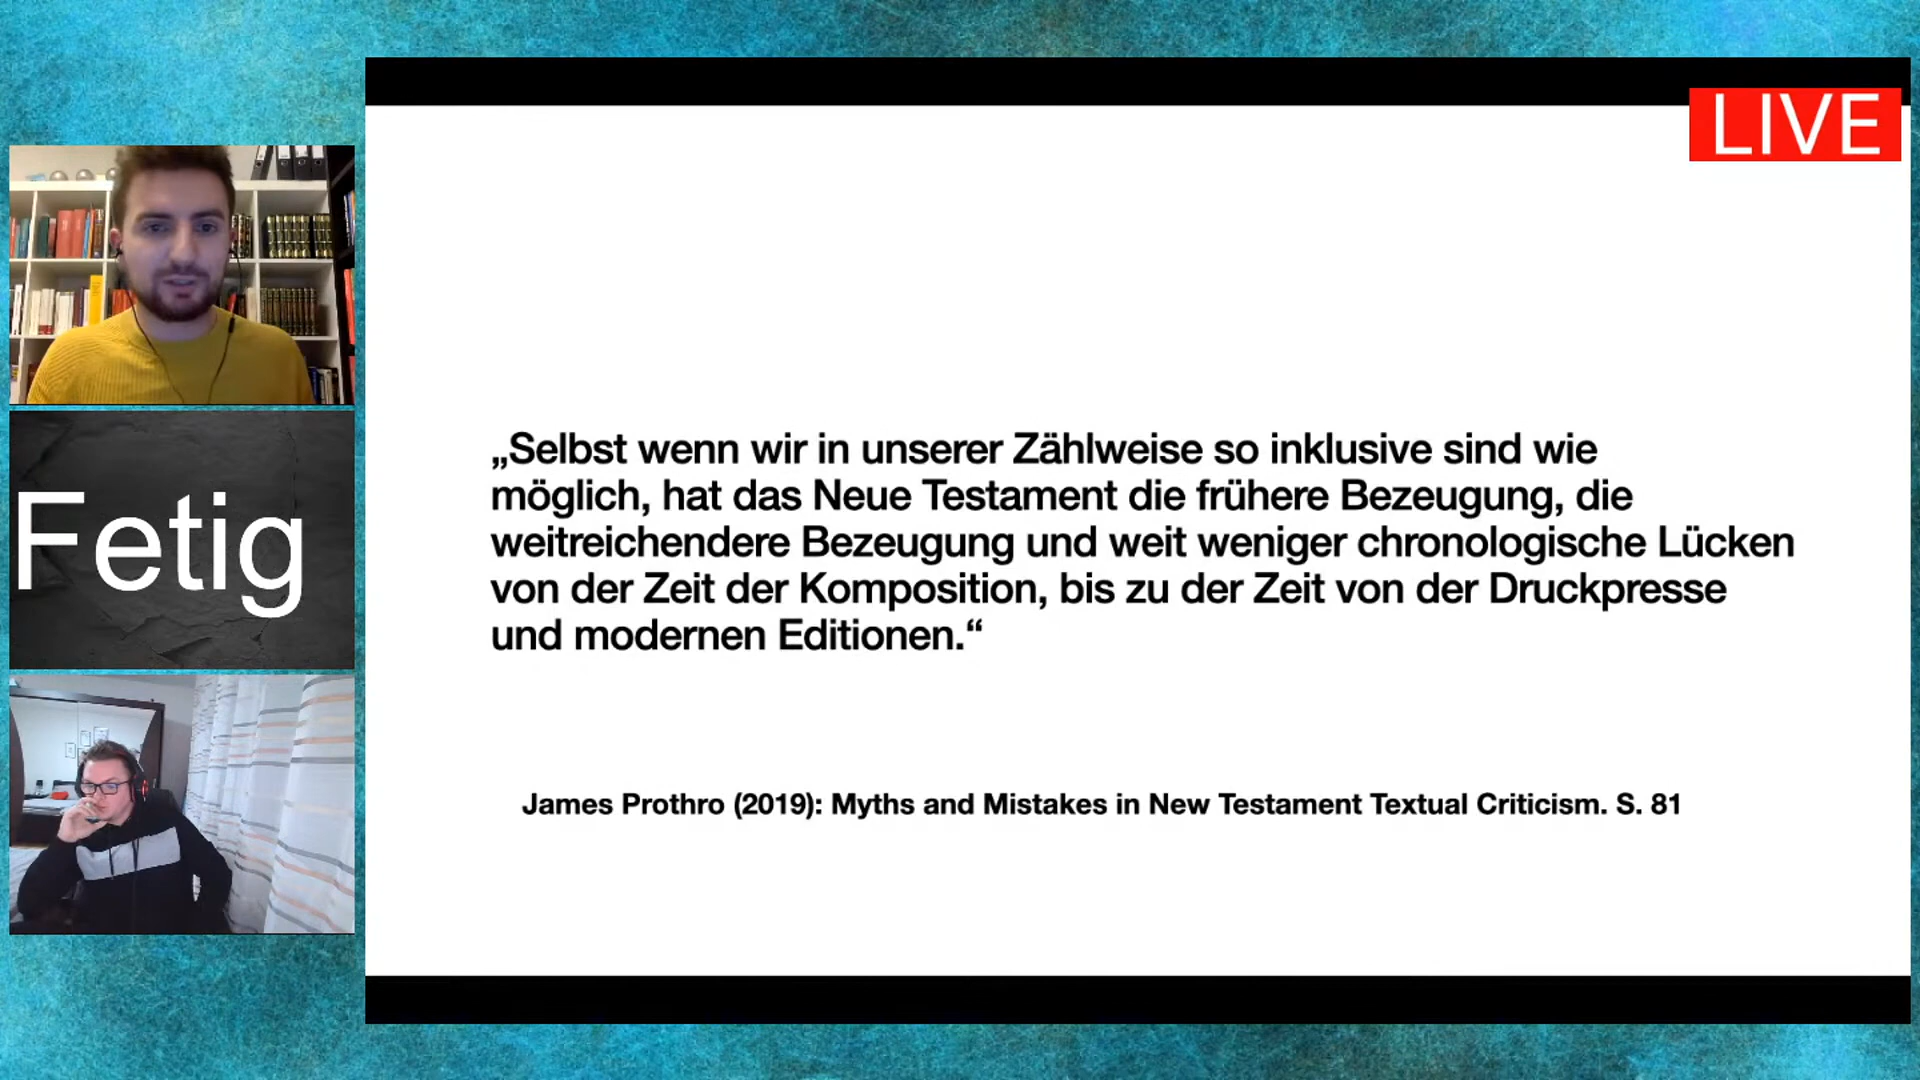 LIVE
Fetig
„Selbst wenn wir in unserer Zählweise so inklusive sind wie
möglich, hat das Neue Testament die frühere Bezeugung, die
weitreichendere Bezeugung und weit weniger chronologische Lücken
von der Zeit der Komposition, bis zu der Zeit von der Druckpresse
und modernen Editionen.“
James Prothro (2019): Myths and Mistakes in New Testament Textual Criticism. S. 81